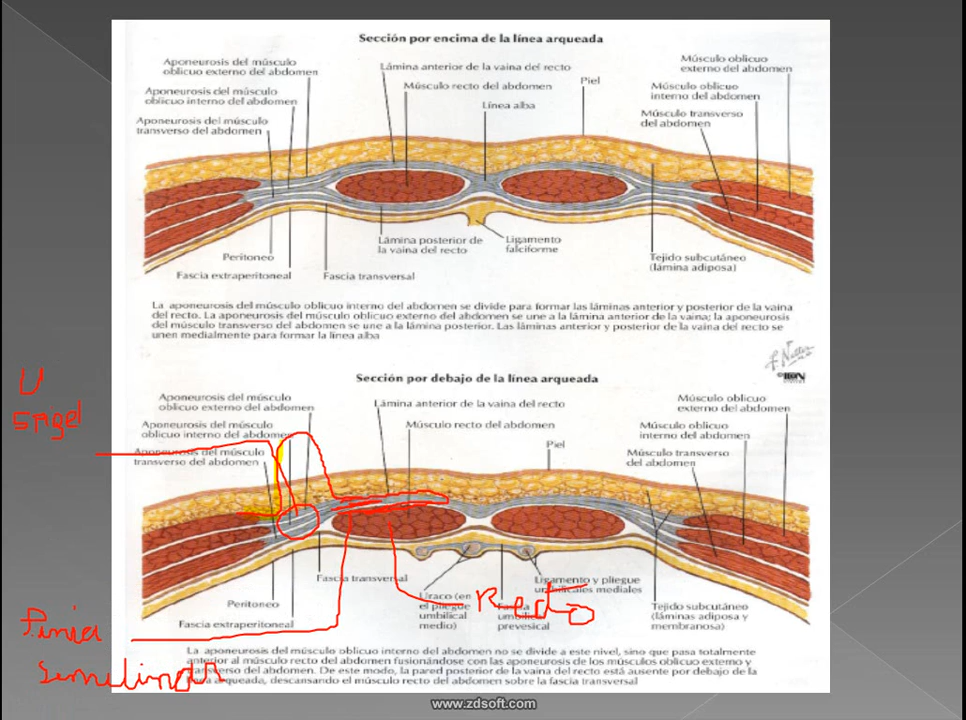 Sección por encima de la línea arqueada
Aponeurosis del músculo
oblicuo externo del abdomen
Aponeurosis del músculo
oblicuo interno del abdomen
Aponeurosis del músculo
transverso del abdomen
Lámina anterior de la vaina del recto
Músculo recto del abdomen
Línea alba
Piel
Músculo oblicuo
externo del abdomen
Músculo oblicuo
interno del abdomen
Músculo transverso
del abdomen
Peritoneo
Fascia extraperitoneal
Fascia transversal
Lámina posterior de
la vaina del recto
Ligamento
falciforme
Tejido subcutáneo
(lámina adiposa)
La aponeurosis del músculo oblicuo interno del abdomen se divide para formar las láminas anterior y posterior de la vaina
del recto. La aponeurosis del músculo oblicuo externo del abdomen se une a la lámina anterior de la vaina; la aponeurosis
del músculo transverso del abdomen se une a la lámina posterior. Las láminas anterior y posterior de la vaina del recto se
unen medialmente para formar la línea alba
F. Netter
Sección por debajo de la línea arqueada
Aponeurosis del músculo
oblicuo externo del abdomen
Aponeurosis del músculo
oblicuo interno del abdomen
Aponeurosis del músculo
transverso del abdomen
Lámina anterior de la vaina del recto
Músculo recto del abdomen
Piel
Músculo oblicuo
externo del abdomen
Músculo oblicuo
interno del abdomen
Músculo transverso
del abdomen
Peritoneo
Fascia extraperitoneal
Fascia transversal
Uraco (en
el pliegue
umbilical
medio)
prevesical
Ligamento y pliegue
umbilicales mediales
Tejido subcutáneo
(láminas adiposa y
membranosa)
La aponeurosis del músculo oblicuo interno del abdomen no se divide a este nivel, sino que pasa totalmente
anterior al músculo recto del abdomen fusionándose con las aponeurosis de los músculos oblicuo externo y
transverso del abdomen. De este modo, la pared posterior de la vaina del recto está ausente por debajo de la
línea arqueada, descansando el músculo recto del abdomen sobre la fascia transversal
Recto
www.zdsoft.com